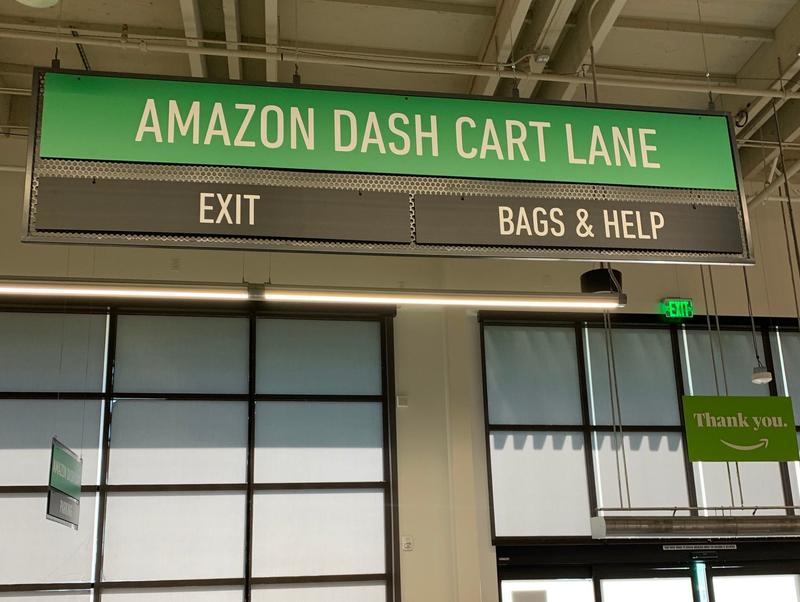 AMAZON DASH CART LANE
EXIT
BAGS & HELP
EXIT
Thank you.